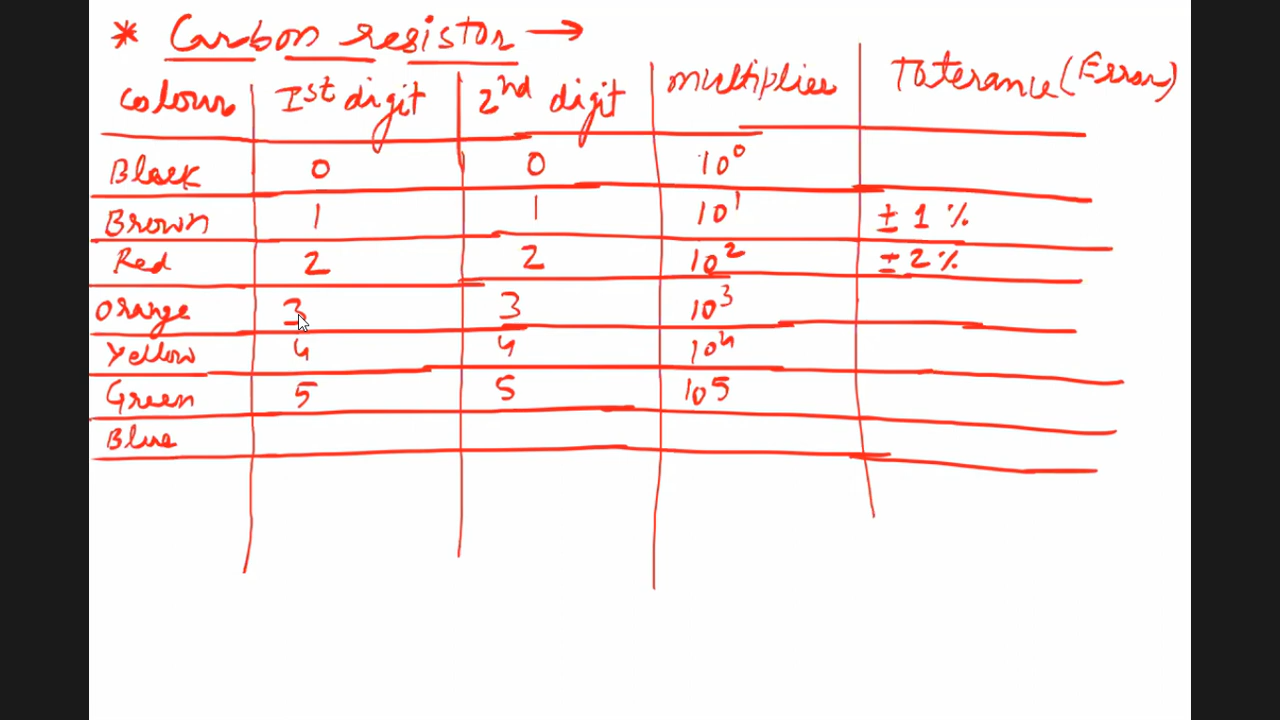 * Carbon resistor →
colour 1st digit 2nd digit multiplier Tolerance (Error)
Black 0 0 10⁰
Brown 1 1 10¹ ± 1 %
Red 2 2 10² ± 2 %
Orange 3 3 10³
Yellow 4 4 10⁴
Green 5 5 10⁵
Blue